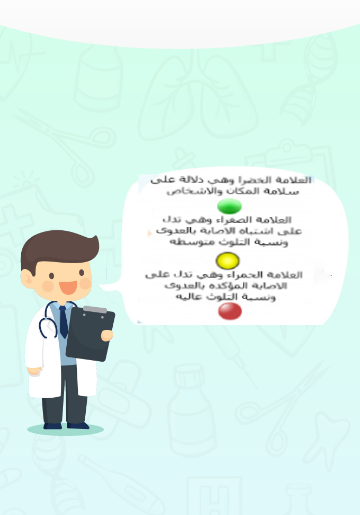 العلامة الخضرا وهي دلالة على
سلامة المكان والاشخاص
العلامة الصفراء وهي تدل
على اشتباه الاصابة بالعدوى
ونسبة التلوث متوسطه
العلامة الحمراء وهي تدل على
الاصابة المؤكده بالعدوى
ونسبة التلوث عاليه